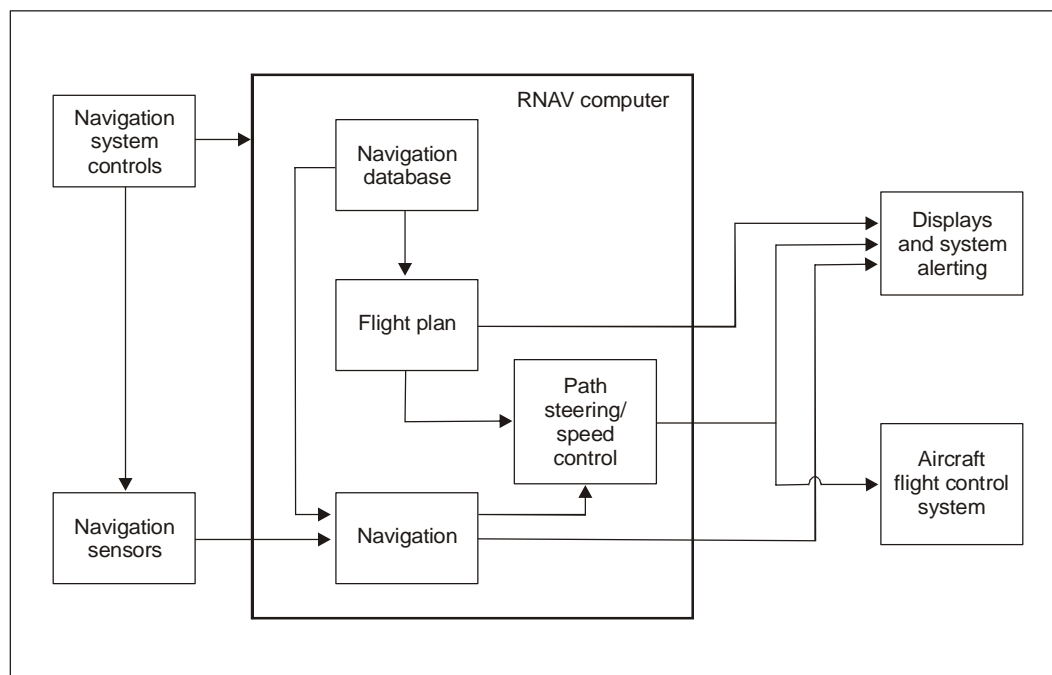 RNAV computer
Navigation
system
controls
Navigation
database
Displays
and system
alerting
Flight plan
Path
steering/
speed
control
Aircraft
flight control
system
Navigation
sensors
Navigation